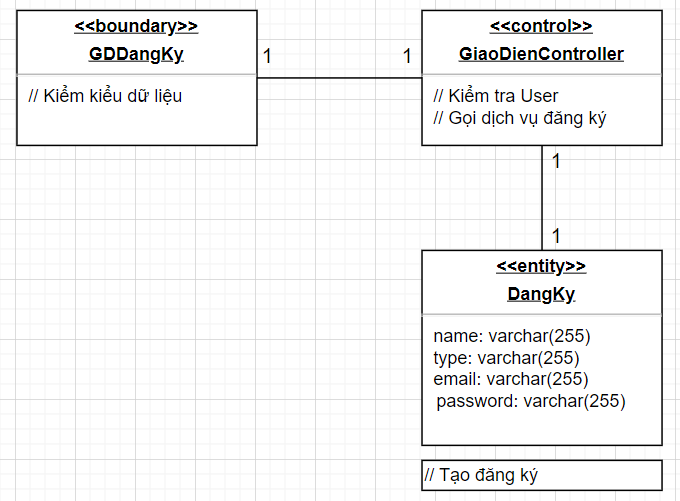 <<boundary>>
GDDangKy
// Kiểm kiểu dữ liệu
1
1
<<control>>
GiaoDienController
// Kiểm tra User
// Gọi dịch vụ đăng ký
1
1
<<entity>>
DangKy
name: varchar(255)
type: varchar(255)
email: varchar(255)
password: varchar(255)
// Tạo đăng ký